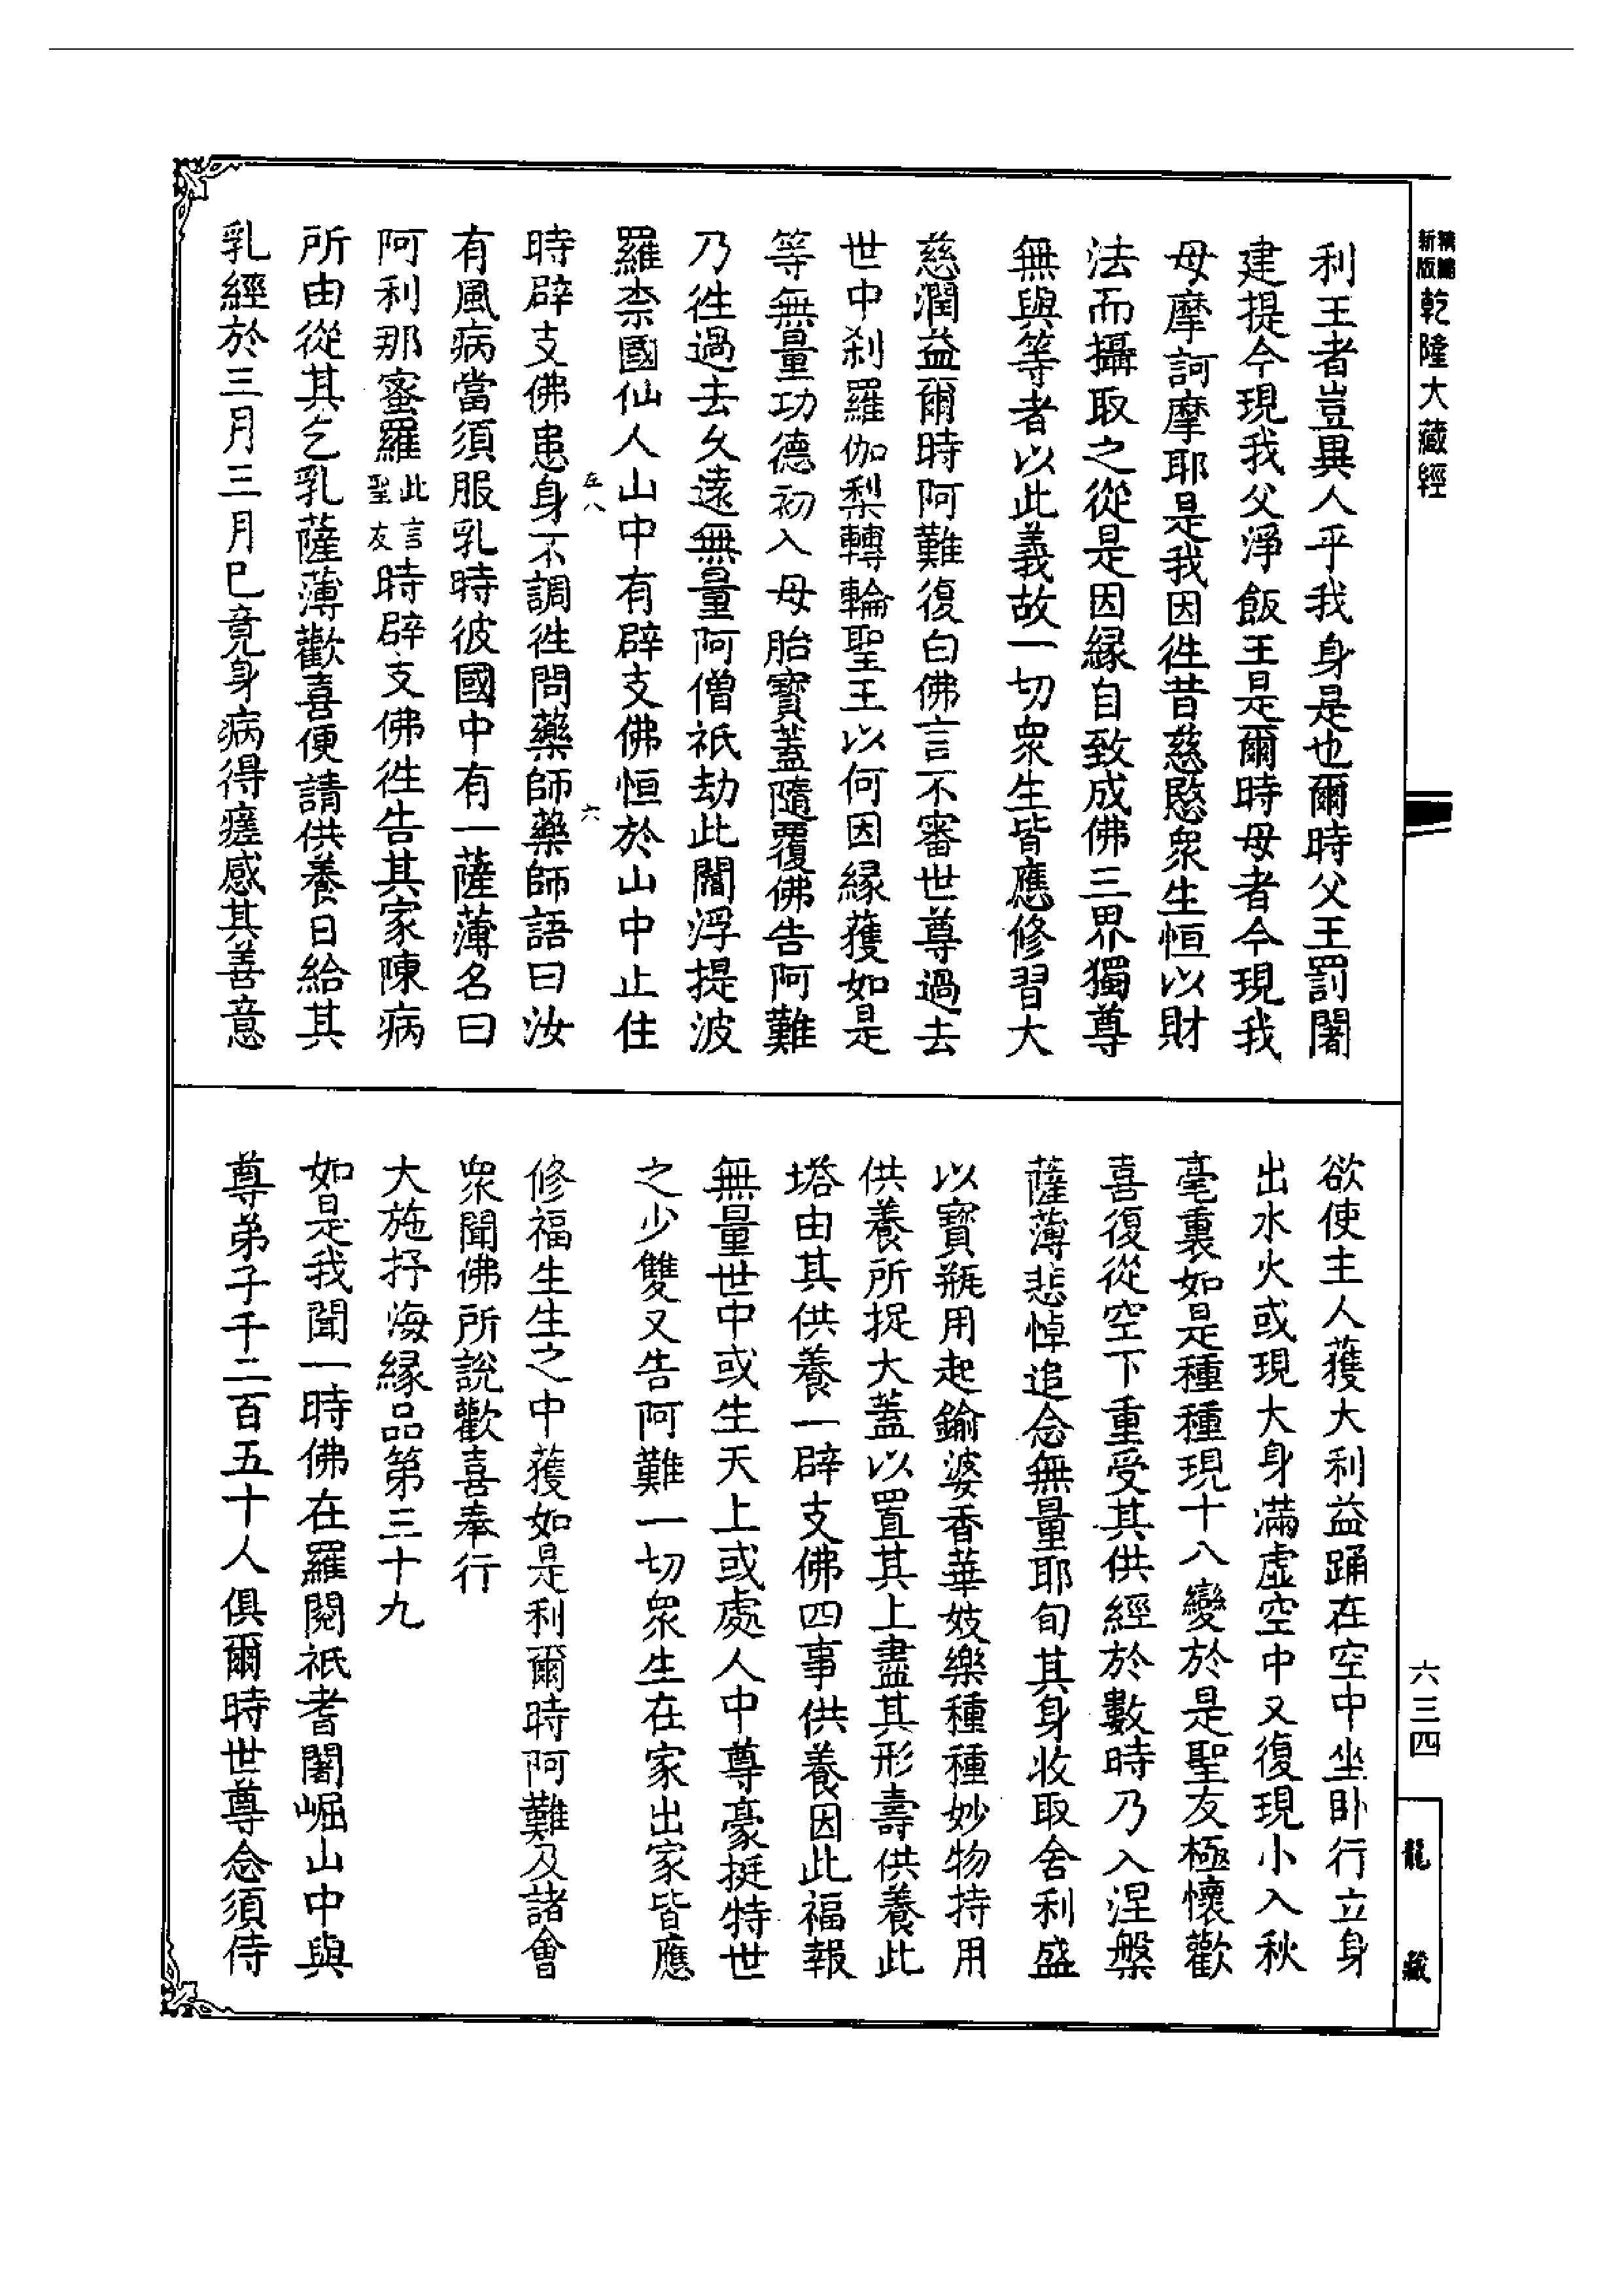 精編新版乾隆大藏經
利王者豈異人乎我身是也爾時父王罰闍
建提今現我父淨飯王是爾時母者今現我
母摩訶摩耶是我因往昔慈愍眾生恒以財
法而攝取之從是因緣自致成佛三界獨尊
無與等者以此義故一切眾生皆應修習大
慈潤益爾時阿難復白佛言不審世尊過去
世中剎羅伽梨轉輪聖王以何因緣獲如是
等無量功德初入母胎寶蓋隨覆佛告阿難
乃往過去久遠無量阿僧祇劫此閻浮提波
羅柰國仙人山中有辟支佛恒於山中止住
左八 六
時辟支佛患身不調往問藥師藥師語曰汝
有風病當須服乳時彼國中有一薩薄名曰
阿利那蜜羅此言聖友時辟支佛往告其家陳病
所由從其乞乳薩薄歡喜便請供養日給其
乳經於三月三月已竟身病得瘥感其善意
欲使主人獲大利益踊在空中坐臥行立身
出水火或現大身滿虛空中又復現小入秋
毫裏如是種種現十八變於是聖友極懷歡
喜復從空下重受其供經於數時乃入涅槃
薩薄悲悼追念無量耶旬其身收取舍利盛
以寶瓶用起鍮婆香華妓樂種種妙物持用
供養所捉大蓋以置其上盡其形壽供養此
塔由其供養一辟支佛四事供養因此福報
無量世中或生天上或處人中尊豪挺特世
之少雙又告阿難一切眾生在家出家皆應
修福生生之中獲如是利爾時阿難及諸會
眾聞佛所說歡喜奉行
大施抒海緣品第三十九
如是我聞一時佛在羅閱祇耆闍崛山中與
尊弟子千二百五十人俱爾時世尊念須侍
六三四
龍藏